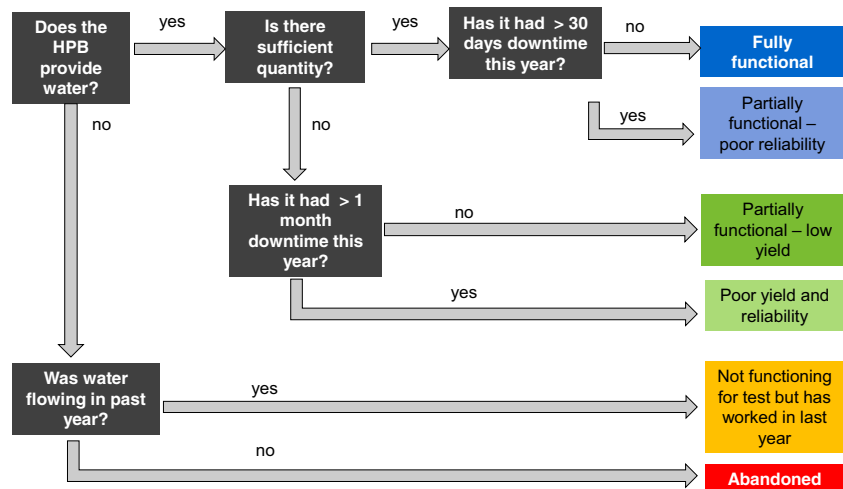 Does the
HPB
provide
water?
yes
Is there
sufficient
quantity?
yes
Has it had > 30
days downtime
this year?
no
Fully
functional
yes
Partially
functional –
poor reliability
no
no
Has it had > 1
month
downtime this
year?
no
Partially
functional – low
yield
yes
Poor yield and
reliability
Was water
flowing in past
year?
yes
Not functioning
for test but has
worked in last
year
no
Abandoned